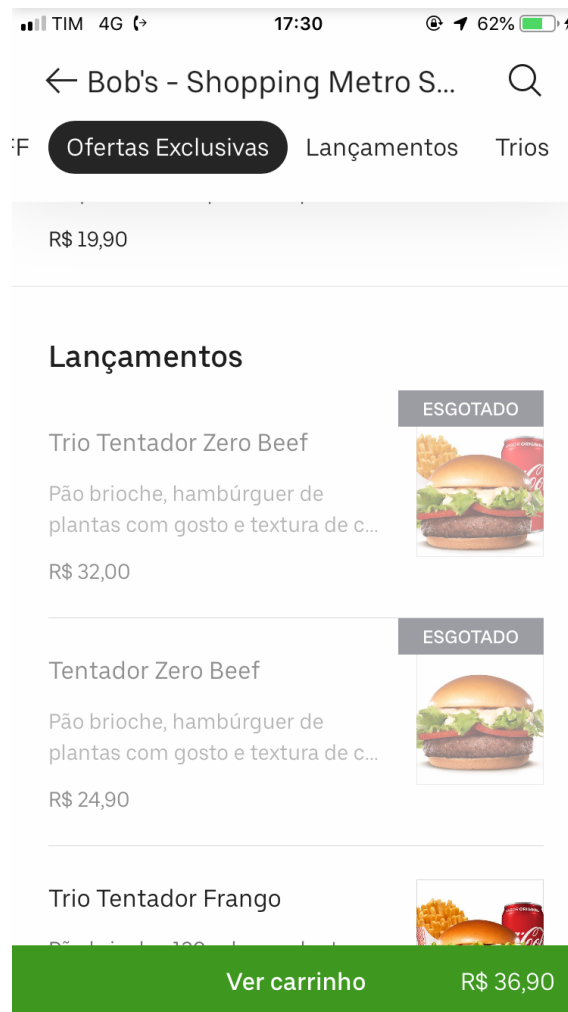 TIM 4G 17:30 62%
Bob's - Shopping Metro S...
Ofertas Exclusivas Lançamentos Trios
R$ 19,90
Lançamentos
ESGOTADO
Trio Tentador Zero Beef
Pão brioche, hambúrguer de
plantas com gosto e textura de c...
R$ 32,00
ESGOTADO
Tentador Zero Beef
Pão brioche, hambúrguer de
plantas com gosto e textura de c...
R$ 24,90
Trio Tentador Frango
Ver carrinho R$ 36,90